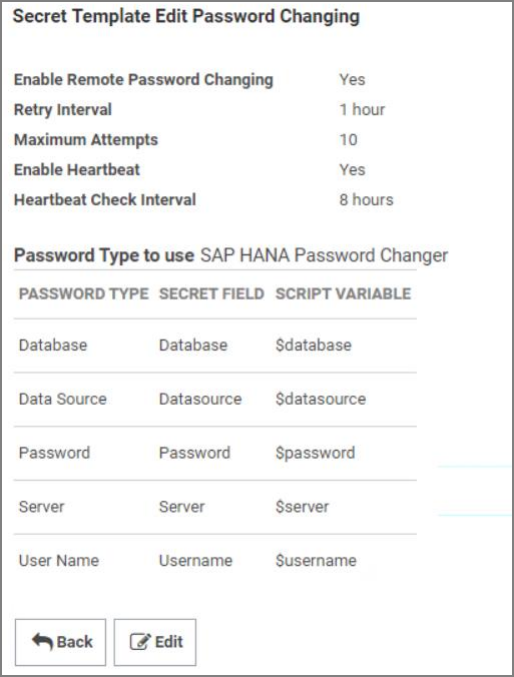 Secret Template Edit Password Changing
Enable Remote Password Changing Yes
Retry Interval 1 hour
Maximum Attempts 10
Enable Heartbeat Yes
Heartbeat Check Interval 8 hours
Password Type to use SAP HANA Password Changer
PASSWORD TYPE SECRET FIELD SCRIPT VARIABLE
Database Database $database
Data Source Datasource $datasource
Password Password $password
Server Server $server
User Name Username $username
Back Edit